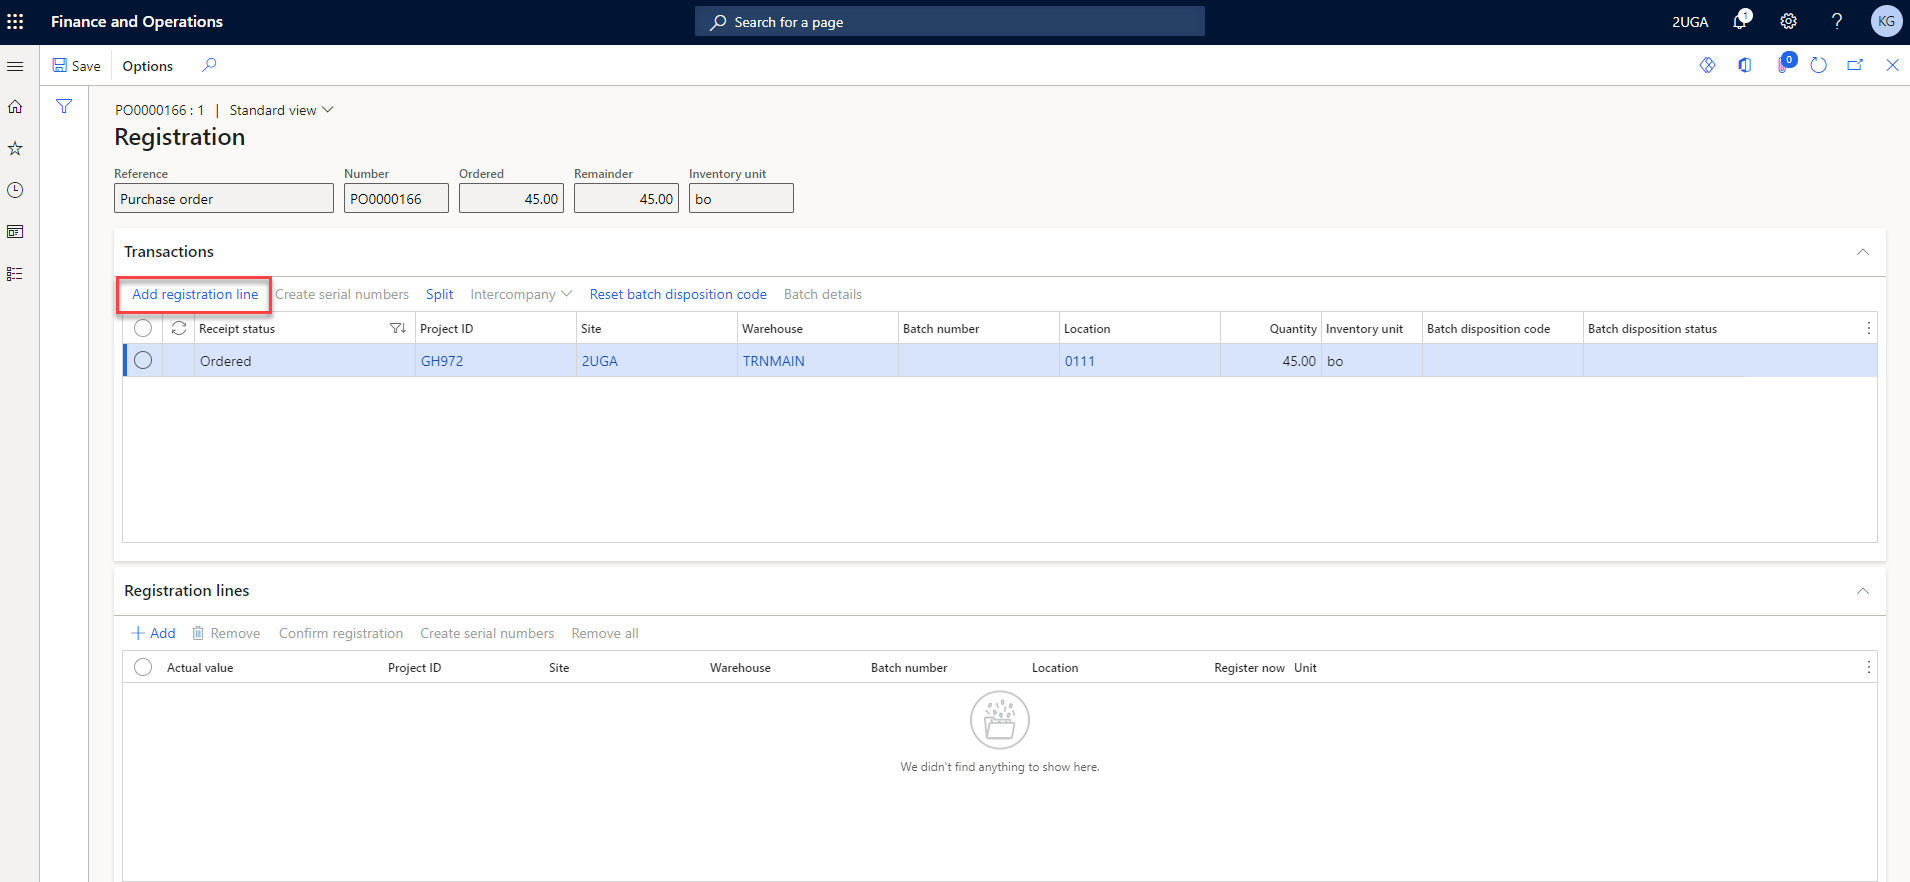 Finance and Operations
Search for a page
2UGA
1
KG
Save
Options
0
PO0000166 : 1 | Standard view
Registration
Reference Number Ordered Remainder Inventory unit
Purchase order PO0000166 45.00 45.00 bo
Transactions
Add registration line Create serial numbers Split Intercompany Reset batch disposition code Batch details
Receipt status Project ID Site Warehouse Batch number Location Quantity Inventory unit Batch disposition code Batch disposition status
Ordered GH972 2UGA TRNMAIN 0111 45.00 bo
Registration lines
Add Remove Confirm registration Create serial numbers Remove all
Actual value Project ID Site Warehouse Batch number Location Register now Unit
We didn't find anything to show here.